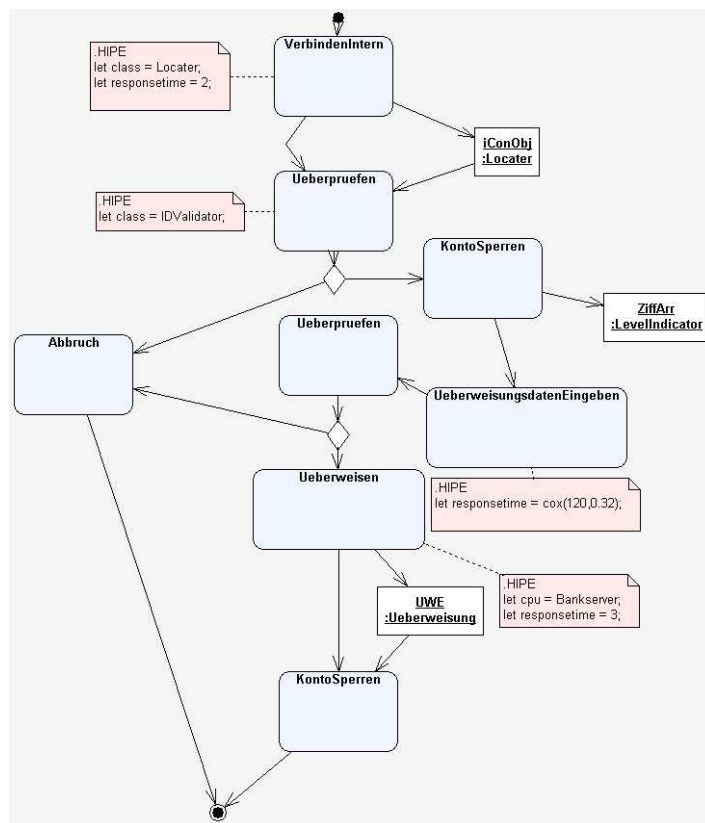 VerbindenIntern
.HIPE
let class = Locater;
let responsetime = 2;
iConObj
:Locater
Ueberpruefen
.HIPE
let class = IDValidator;
KontoSperren
ZiffArr
:LevelIndicator
Ueberpruefen
Abbruch
UeberweisungsdatenEingeben
Ueberweisen
.HIPE
let responsetime = cox(120,0.32);
.HIPE
let cpu = Bankserver;
let responsetime = 3;
UWE
:Ueberweisung
KontoSperren